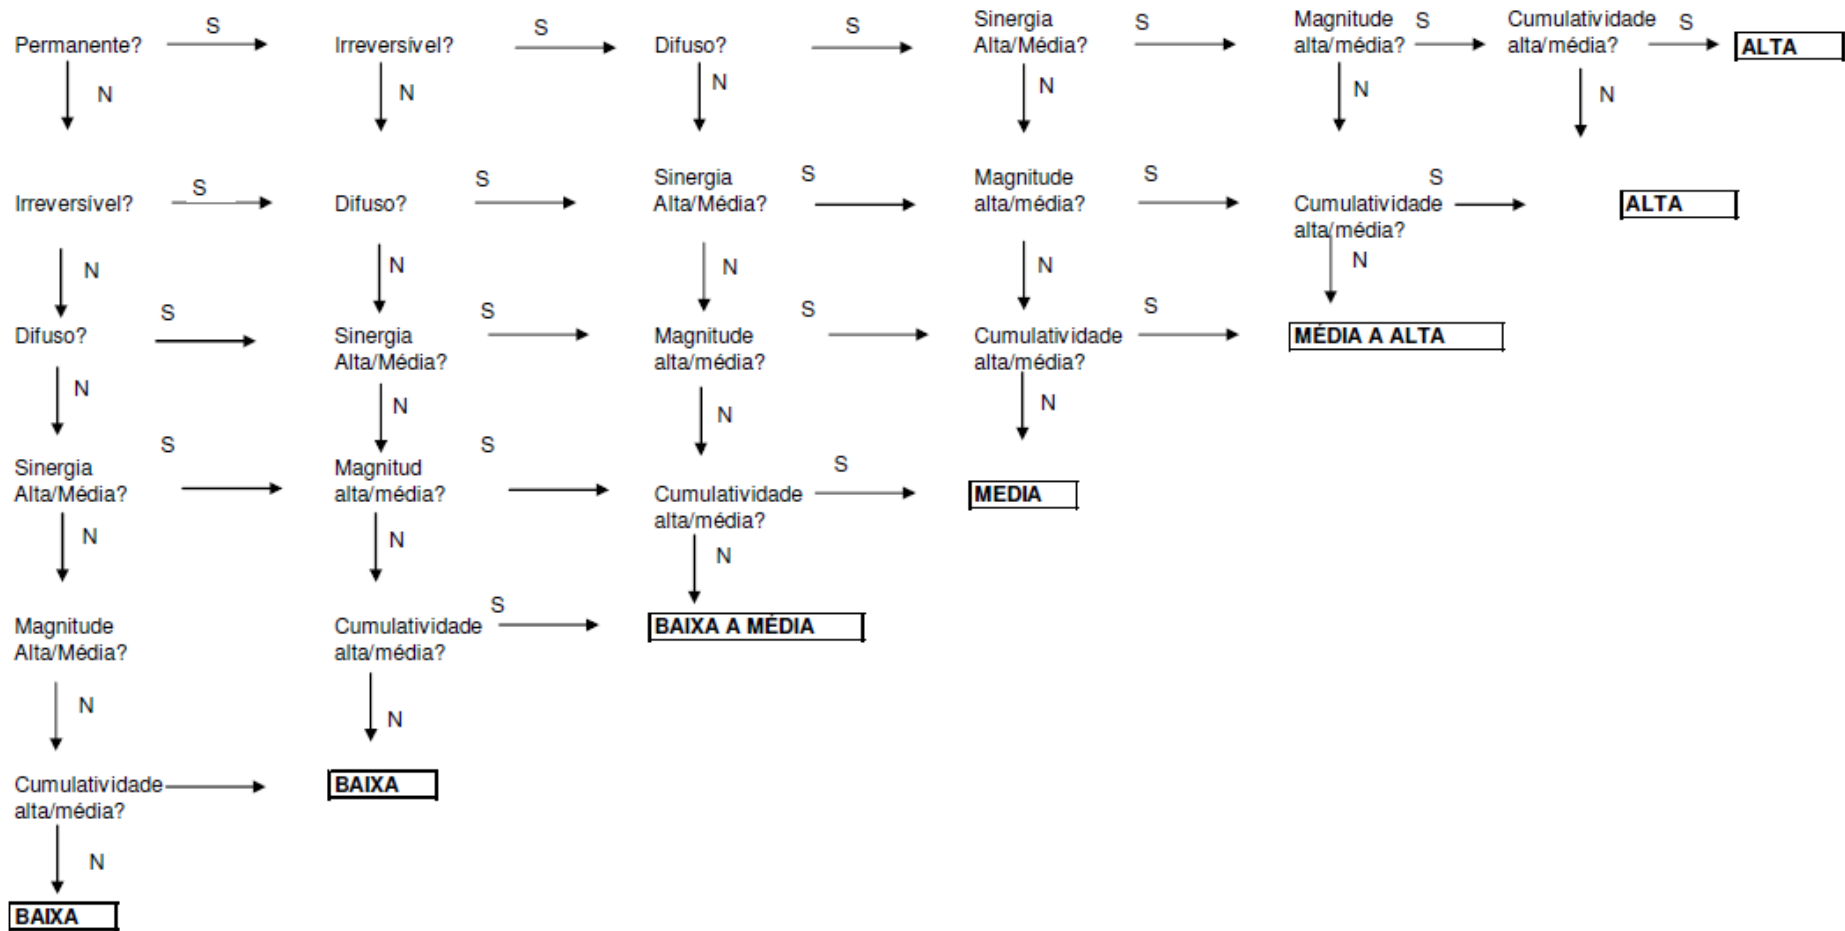 Permanente? S Irreversível? S Difuso? S Sinergia Alta/Média? S Magnitude alta/média? S Cumulatividade alta/média? S ALTA
N N N N N N
Irreversível? S Difuso? S Sinergia Alta/Média? S Magnitude alta/média? S Cumulatividade alta/média? S ALTA
N N N N N
Difuso? S Sinergia Alta/Média? S Magnitude alta/média? S Cumulatividade alta/média? S MÉDIA A ALTA
N N N N
Sinergia Alta/Média? S Magnitud alta/média? S Cumulatividade alta/média? S MEDIA
N N N
Magnitude Alta/Média? Cumulatividade alta/média? S BAIXA A MÉDIA
N N
Cumulatividade alta/média? BAIXA
N
BAIXA